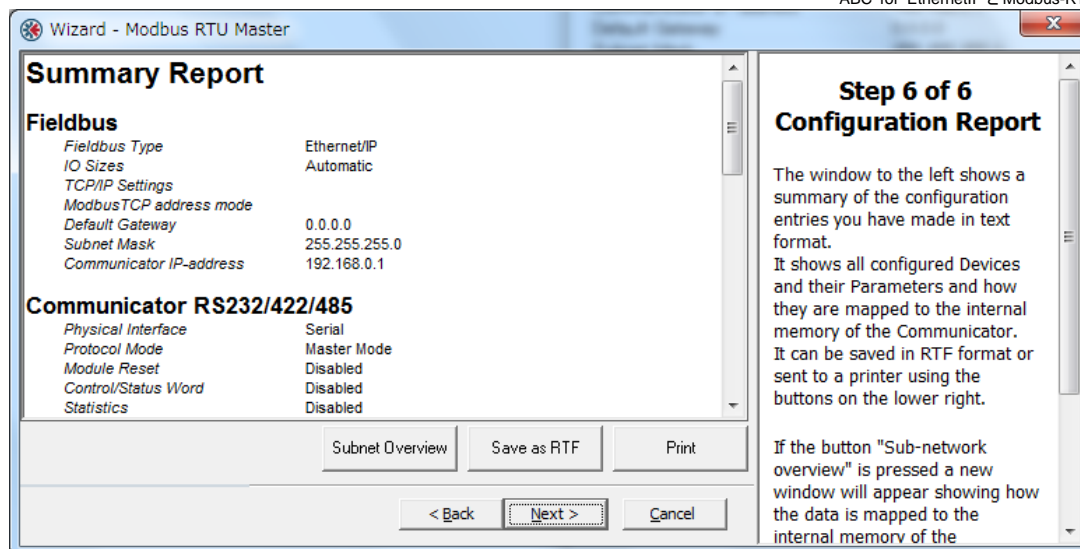 ABC for EthernetIP と Modbus-RT
Wizard - Modbus RTU Master
Summary Report
Fieldbus
Fieldbus Type Ethernet/IP
IO Sizes Automatic
TCP/IP Settings
ModbusTCP address mode
Default Gateway 0.0.0.0
Subnet Mask 255.255.255.0
Communicator IP-address 192.168.0.1
Communicator RS232/422/485
Physical Interface Serial
Protocol Mode Master Mode
Module Reset Disabled
Control/Status Word Disabled
Statistics Disabled
Subnet Overview Save as RTF Print
< Back Next > Cancel
Step 6 of 6
Configuration Report
The window to the left shows a
summary of the configuration
entries you have made in text
format.
It shows all configured Devices
and their Parameters and how
they are mapped to the internal
memory of the Communicator.
It can be saved in RTF format or
sent to a printer using the
buttons on the lower right.
If the button "Sub-network
overview" is pressed a new
window will appear showing how
the data is mapped to the
internal memory of the